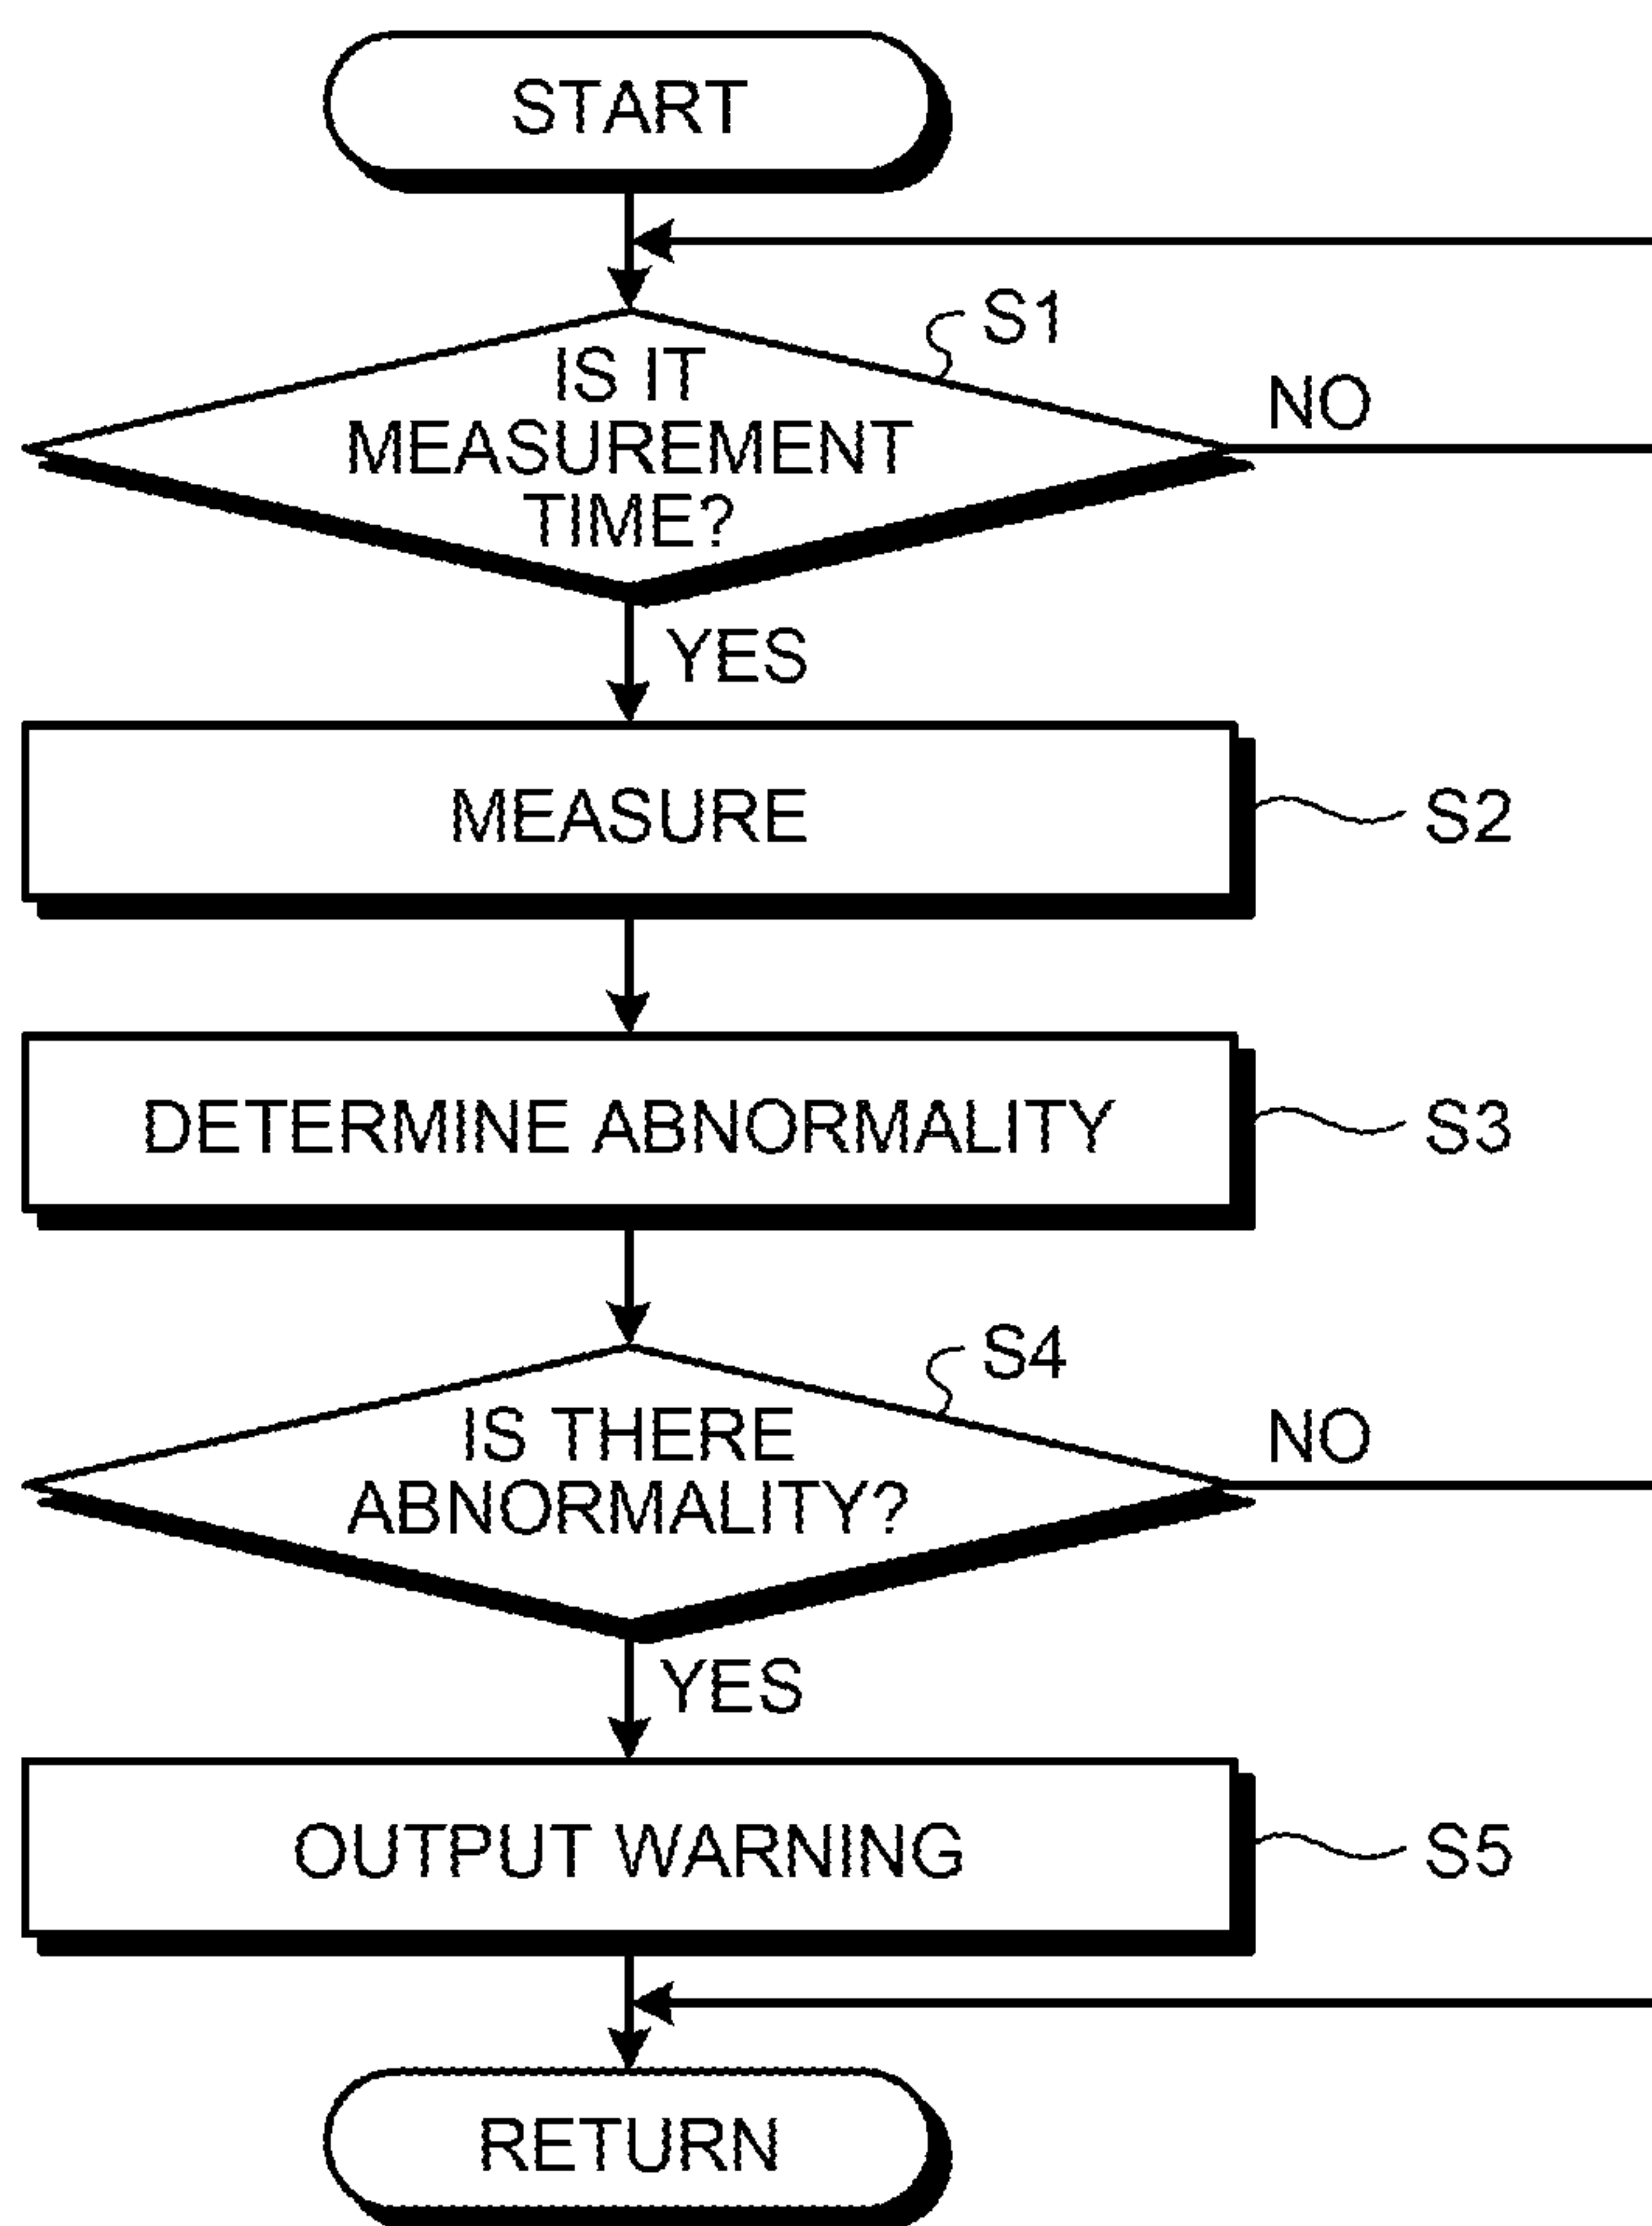 START
S1
IS IT
MEASUREMENT
TIME?
NO
YES
MEASURE
S2
DETERMINE ABNORMALITY
S3
S4
IS THERE
ABNORMALITY?
NO
YES
OUTPUT WARNING
S5
RETURN